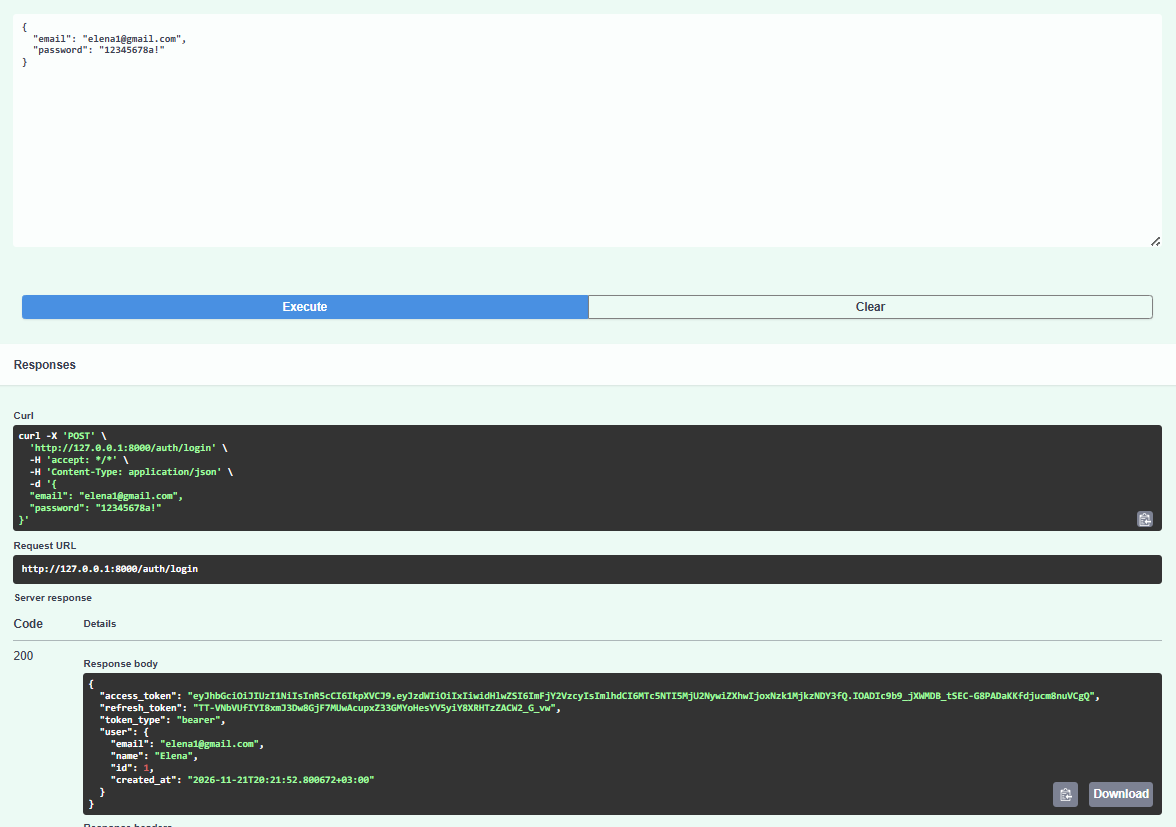 {
  "email": "elena1@gmail.com",
  "password": "12345678a!"
}
Execute
Clear
Responses
Curl
curl -X 'POST' \
  'http://127.0.0.1:8000/auth/login' \
  -H 'accept: */*' \
  -H 'Content-Type: application/json' \
  -d '{
  "email": "elena1@gmail.com",
  "password": "12345678a!"
}'
Request URL
http://127.0.0.1:8000/auth/login
Server response
Code
Details
200
Response body
{
  "access_token": "eyJhbGciOiJIUzI1NiIsInR5cCI6IkpXVCJ9.eyJzdWIiOiIxIiwidHlwZSI6ImFjY2VzcyIsImlhdCI6MTc5NTI5MjU2NywiZXhwIjoxNzk1MjkzNDY3fQ.IOADIc9b9_jXWMDB_tSEC-G8PADaKKfdjucm8nuVCgQ",
  "refresh_token": "TT-VNbVUfIYI8xmJ3Dw8GjF7MUwAcupxZ33GMYoHesYV5yiY8XRHTzZACW2_G_vw",
  "token_type": "bearer",
  "user": {
    "email": "elena1@gmail.com",
    "name": "Elena",
    "id": 1,
    "created_at": "2026-11-21T20:21:52.800672+03:00"
  }
}
Download
Response headers